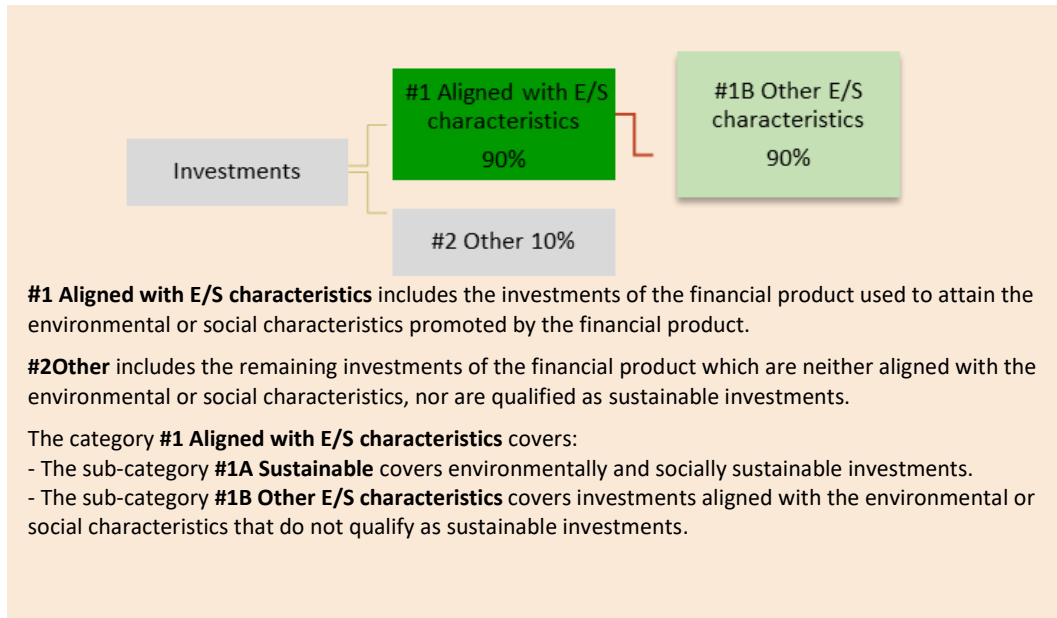 #1 Aligned with E/S
characteristics
90%
#1B Other E/S
characteristics
90%
Investments
#2 Other 10%
#1 Aligned with E/S characteristics includes the investments of the financial product used to attain the
environmental or social characteristics promoted by the financial product.
#2Other includes the remaining investments of the financial product which are neither aligned with the
environmental or social characteristics, nor are qualified as sustainable investments.
The category #1 Aligned with E/S characteristics covers:
- The sub-category #1A Sustainable covers environmentally and socially sustainable investments.
- The sub-category #1B Other E/S characteristics covers investments aligned with the environmental or
social characteristics that do not qualify as sustainable investments.